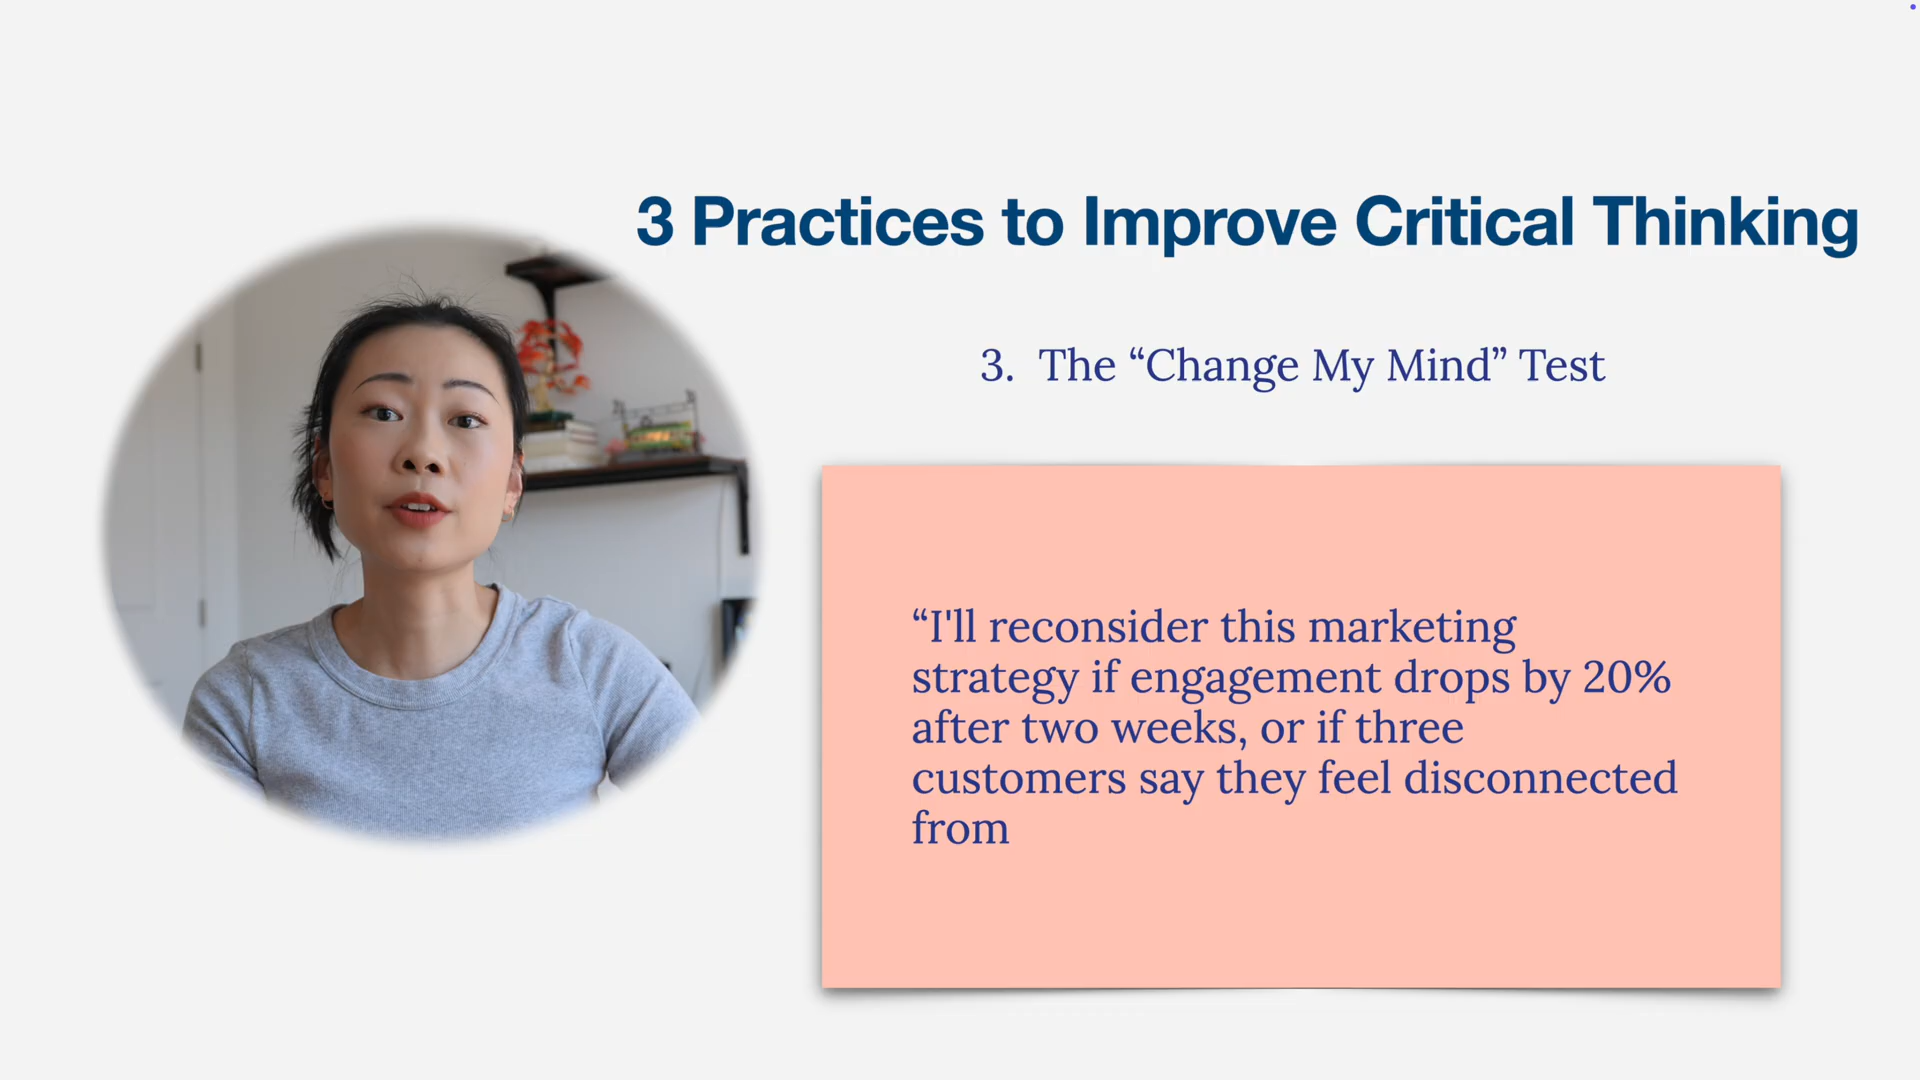 3 Practices to Improve Critical Thinking
3. The “Change My Mind” Test
“I'll reconsider this marketing
strategy if engagement drops by 20%
after two weeks, or if three
customers say they feel disconnected
from